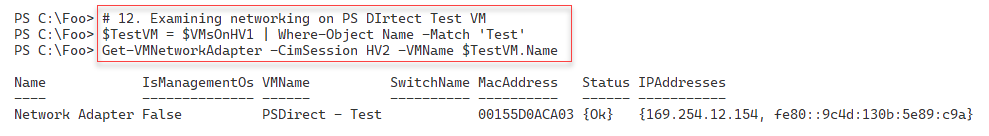 PS C:\Foo> # 12. Examining networking on PS DIrtect Test VM
PS C:\Foo> $TestVM = $VMsOnHV1 | Where-Object Name -Match 'Test'
PS C:\Foo> Get-VMNetworkAdapter -CimSession HV2 -VMName $TestVM.Name
Name IsManagementOs VMName SwitchName MacAddress Status IPAddresses
---- -------------- ------ ---------- ---------- ------ -----------
Network Adapter False PSDirect - Test 00155D0ACA03 {Ok} {169.254.12.154, fe80::9c4d:130b:5e89:c9a}